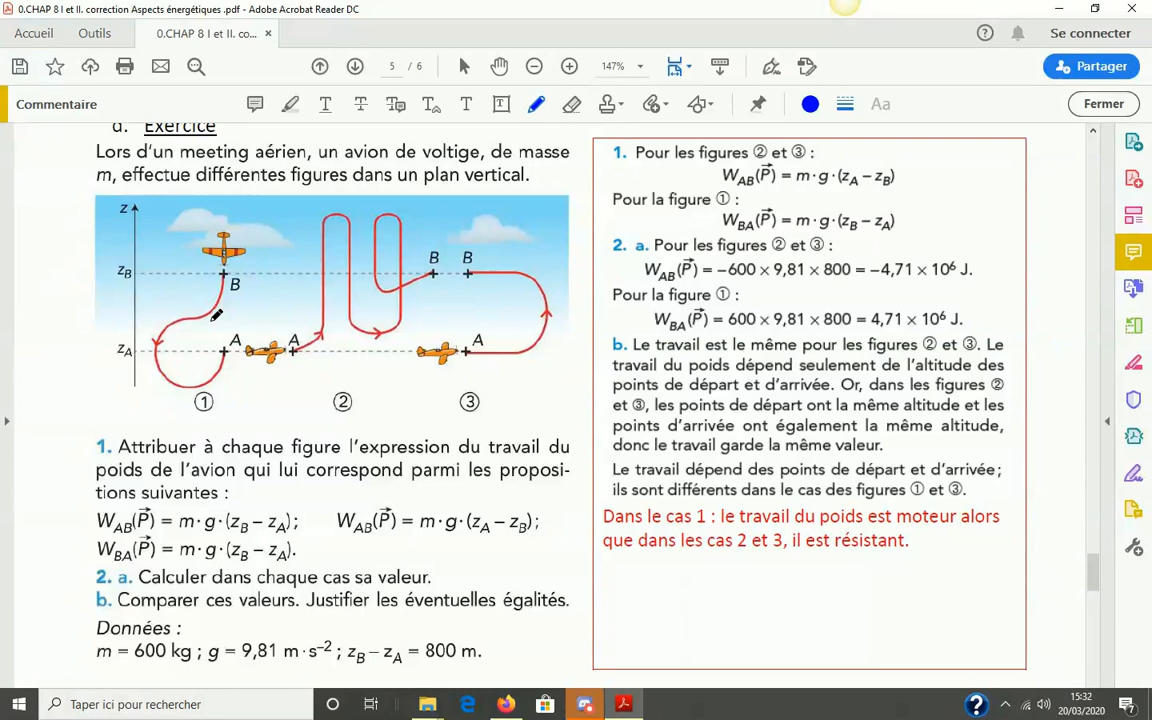 0.CHAP 8 I et II. correction Aspects énergétiques .pdf - Adobe Acrobat Reader DC
Accueil
Outils
0.CHAP 8 I et II. co... ×
Se connecter
5 / 6
147%
Partager
Commentaire
Aa
Fermer
d. Exercice
Lors d'un meeting aérien, un avion de voltige, de masse
m, effectue différentes figures dans un plan vertical.
z
zB
B
B
B
zA
A
A
A
①
②
③
1. Attribuer à chaque figure l'expression du travail du
poids de l'avion qui lui correspond parmi les proposi-
tions suivantes :
WAB(P⃗) = m·g·(zB – zA); WAB(P⃗) = m·g·(zA – zB);
WBA(P⃗) = m·g·(zB – zA).
2. a. Calculer dans chaque cas sa valeur.
b. Comparer ces valeurs. Justifier les éventuelles égalités.
Données :
m = 600 kg ; g = 9,81 m·s⁻² ; zB – zA = 800 m.
1. Pour les figures ② et ③ :
WAB(P⃗) = m·g·(zA – zB)
Pour la figure ① :
WBA(P⃗) = m·g·(zB – zA)
2. a. Pour les figures ② et ③ :
WAB(P⃗) = –600 × 9,81 × 800 = –4,71 × 10⁶ J.
Pour la figure ① :
WBA(P⃗) = 600 × 9,81 × 800 = 4,71 × 10⁶ J.
b. Le travail est le même pour les figures ② et ③. Le
travail du poids dépend seulement de l'altitude des
points de départ et d'arrivée. Or, dans les figures ②
et ③, les points de départ ont la même altitude et les
points d'arrivée ont également la même altitude,
donc le travail garde la même valeur.
Le travail dépend des points de départ et d'arrivée ;
ils sont différents dans le cas des figures ① et ③.
Dans le cas 1 : le travail du poids est moteur alors
que dans les cas 2 et 3, il est résistant.
Taper ici pour rechercher
15:32
20/03/2020
7